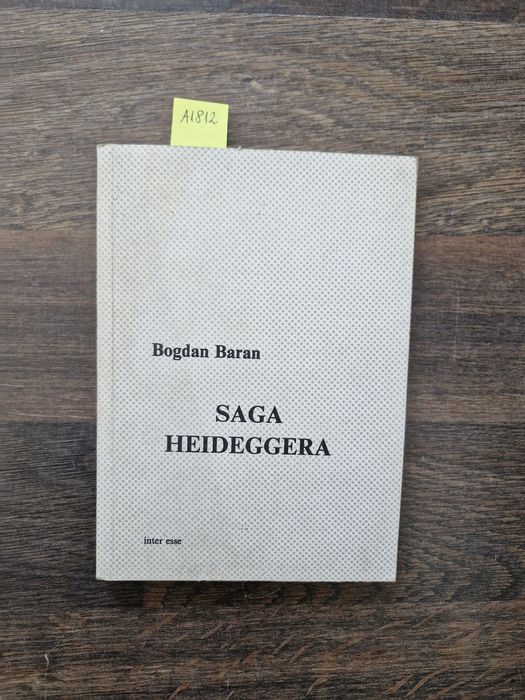 A1812
Bogdan Baran
SAGA
HEIDEGGERA
inter esse